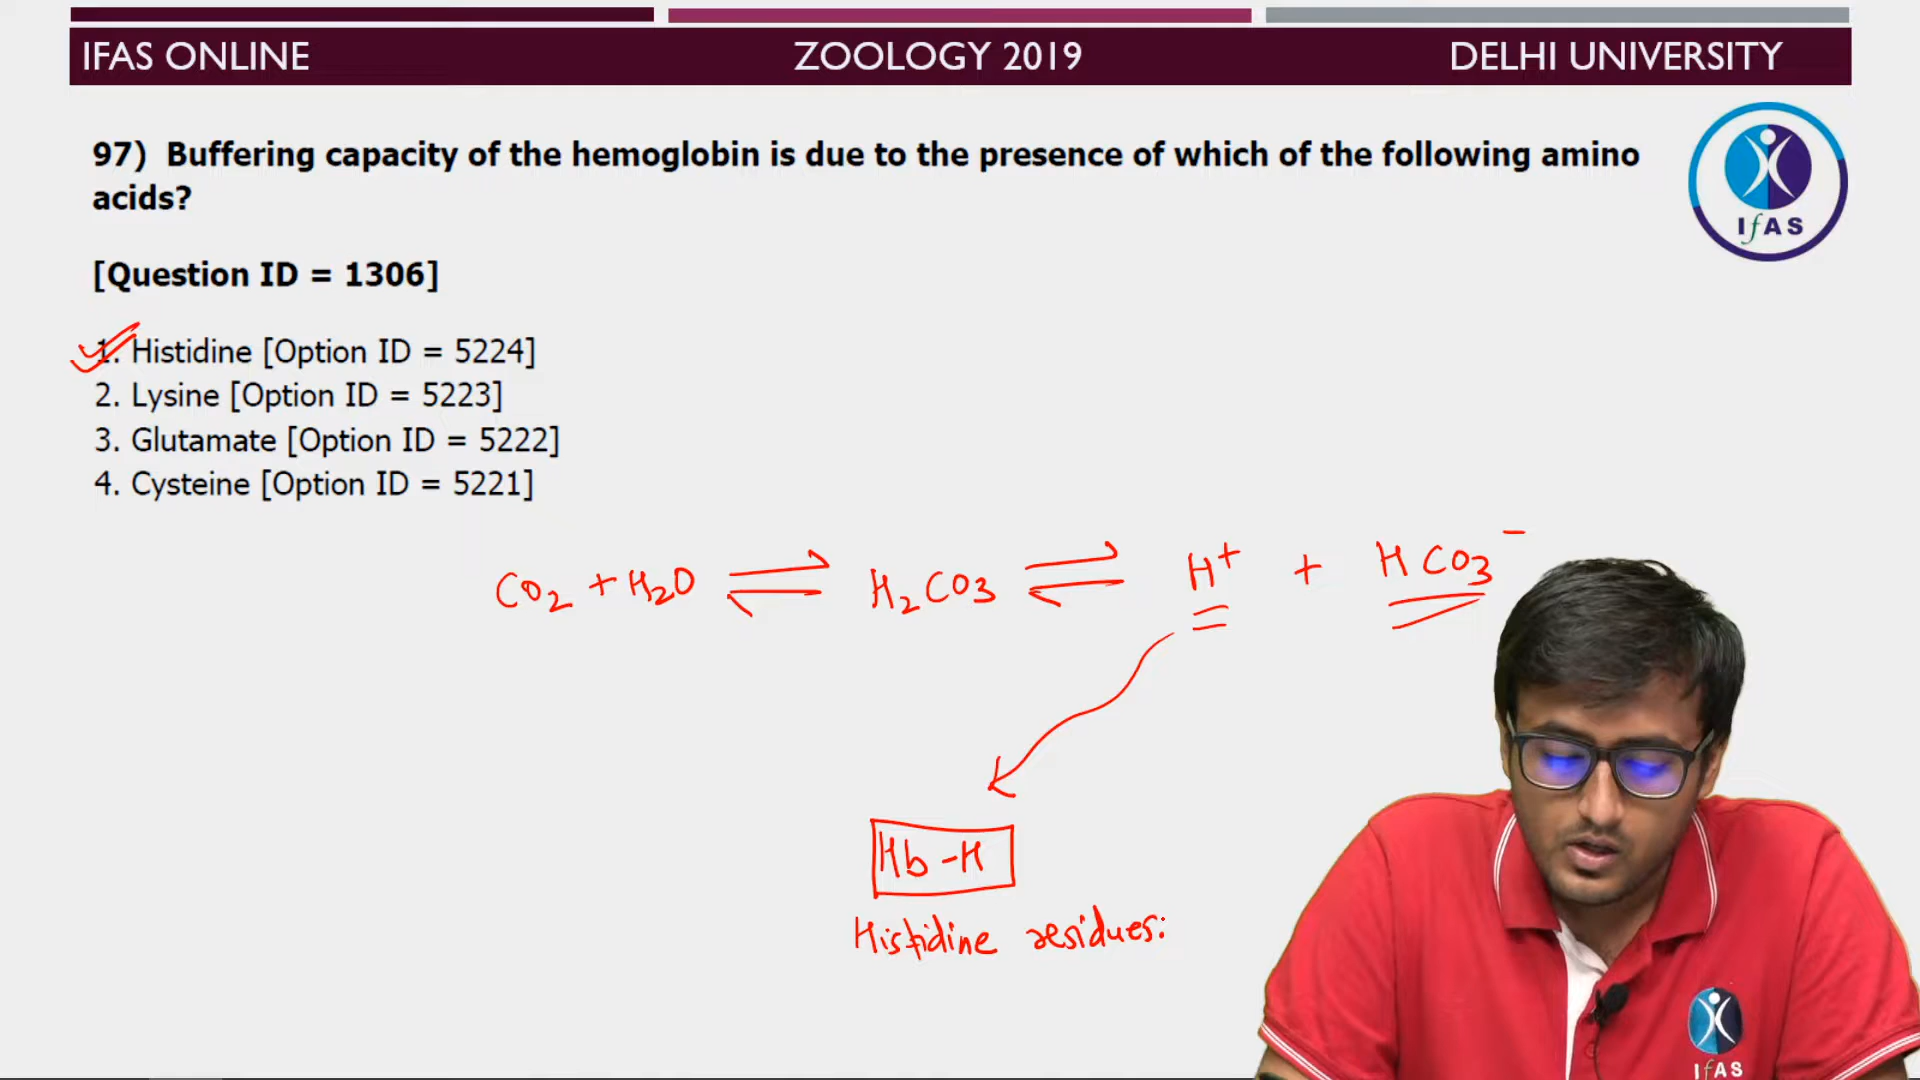 IFAS ONLINE ZOOLOGY 2019 DELHI UNIVERSITY
97) Buffering capacity of the hemoglobin is due to the presence of which of the following amino
acids?
IfAS
[Question ID = 1306]
1. Histidine [Option ID = 5224]
2. Lysine [Option ID = 5223]
3. Glutamate [Option ID = 5222]
4. Cysteine [Option ID = 5221]
CO2 + H2O ⇌ H2CO3 ⇌ H+ + HCO3-
Hb-H
Histidine residues:
IfAS